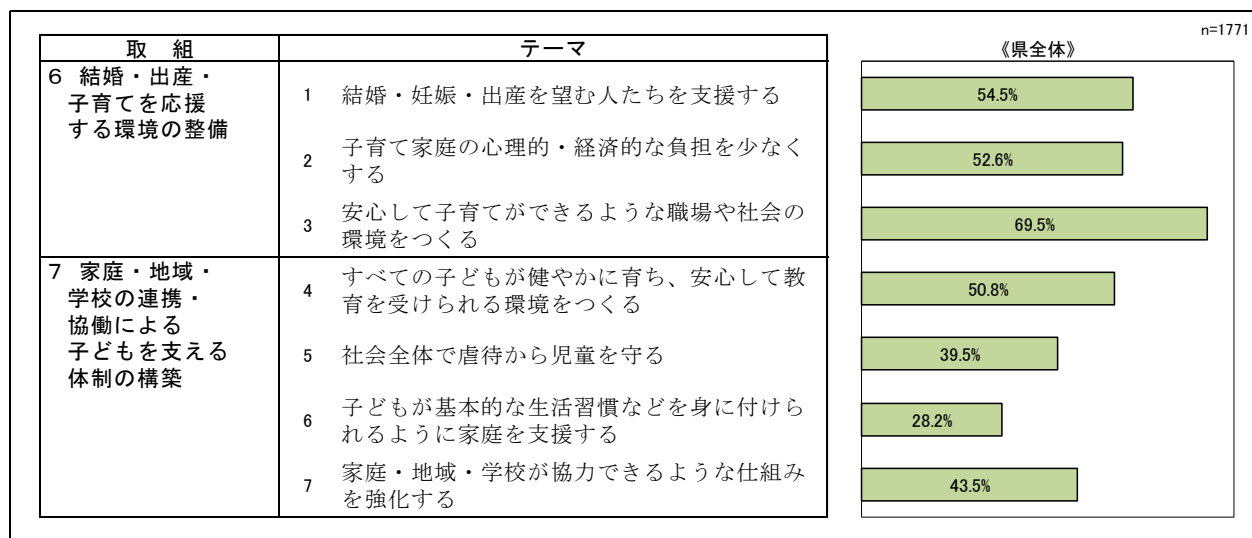 n=1771
取　組
テーマ
《県全体》
6 結婚・出産・
子育てを応援
する環境の整備
1 結婚・妊娠・出産を望む人たちを支援する
54.5%
2 子育て家庭の心理的・経済的な負担を少なく
する
52.6%
3 安心して子育てができるような職場や社会の
環境をつくる
69.5%
7 家庭・地域・
学校の連携・
協働による
子どもを支える
体制の構築
4 すべての子どもが健やかに育ち、安心して教
育を受けられる環境をつくる
50.8%
5 社会全体で虐待から児童を守る
39.5%
6 子どもが基本的な生活習慣などを身に付けら
れるように家庭を支援する
28.2%
7 家庭・地域・学校が協力できるような仕組み
を強化する
43.5%